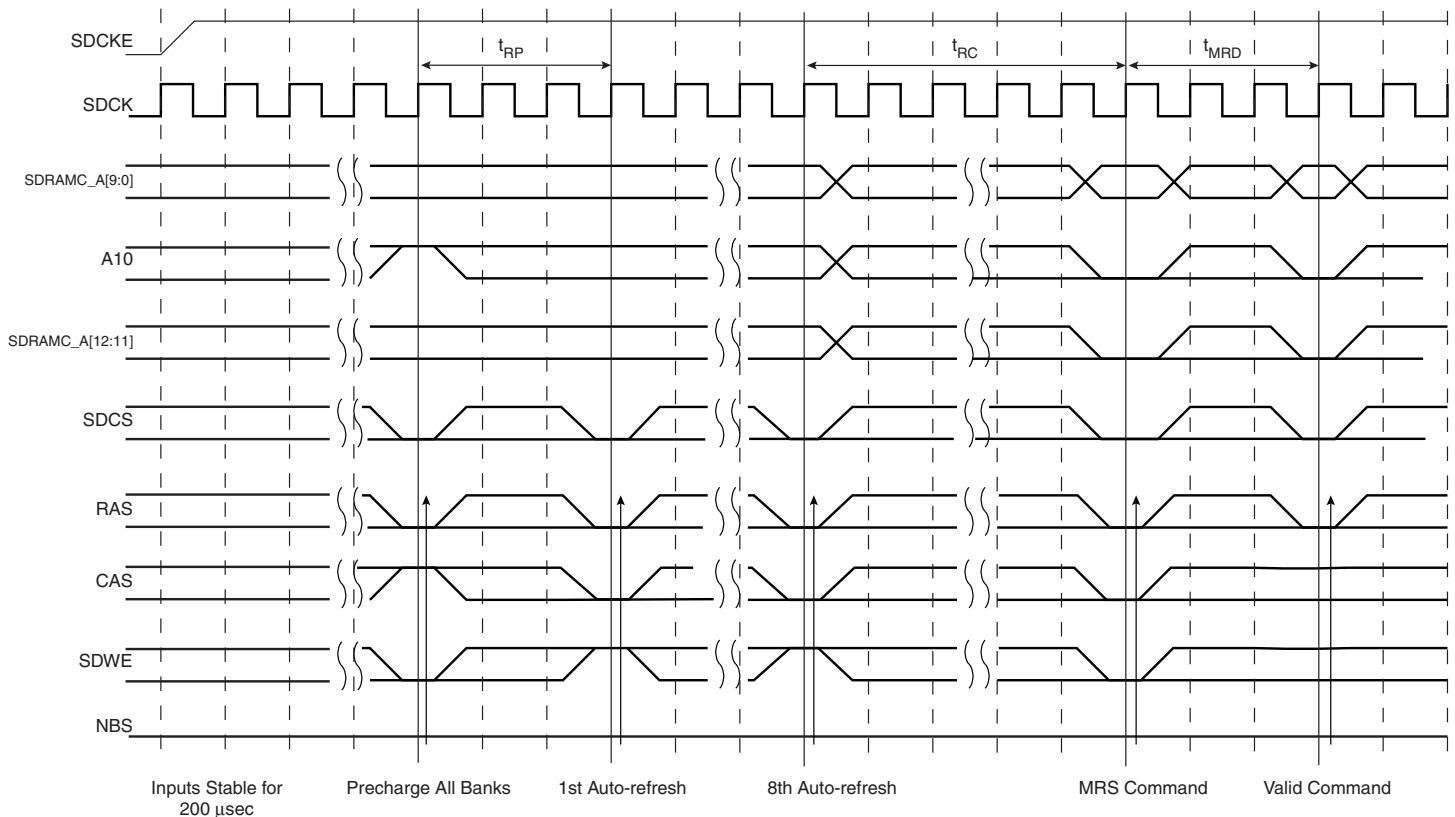 SDCKE
t_RP
t_RC
t_MRD
SDCK
SDRAMC_A[9:0]
A10
SDRAMC_A[12:11]
SDCS
RAS
CAS
SDWE
NBS
Inputs Stable for
200 μsec
Precharge All Banks
1st Auto-refresh
8th Auto-refresh
MRS Command
Valid Command